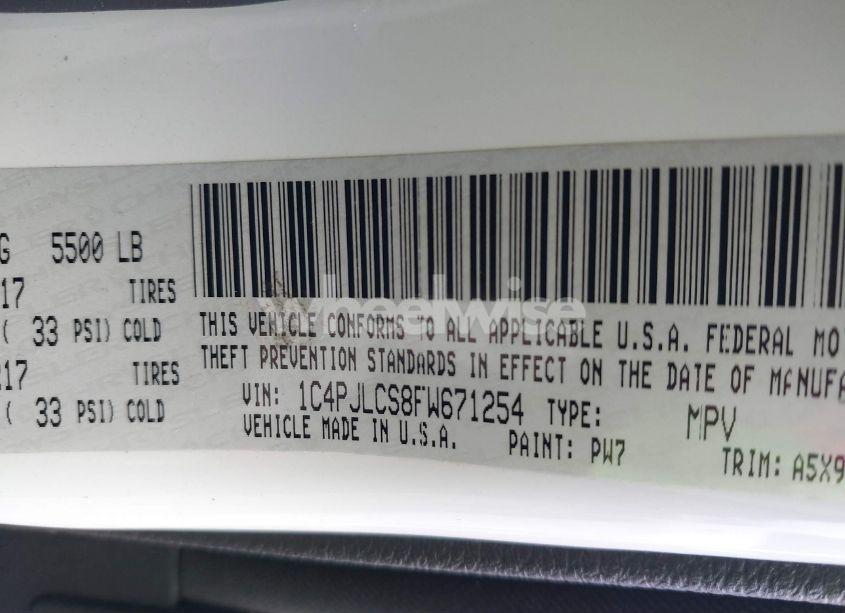 G 5500 LB
17 TIRES
( 33 PSI) COLD
17 TIRES
( 33 PSI) COLD
wheelwise
THIS VEHICLE CONFORMS TO ALL APPLICABLE U.S.A. FEDERAL MO
THEFT PREVENTION STANDARDS IN EFFECT ON THE DATE OF MANUFA
VIN: 1C4PJLCS8FW671254 TYPE: MPV
VEHICLE MADE IN U.S.A. PAINT: PW7 TRIM: A5X9